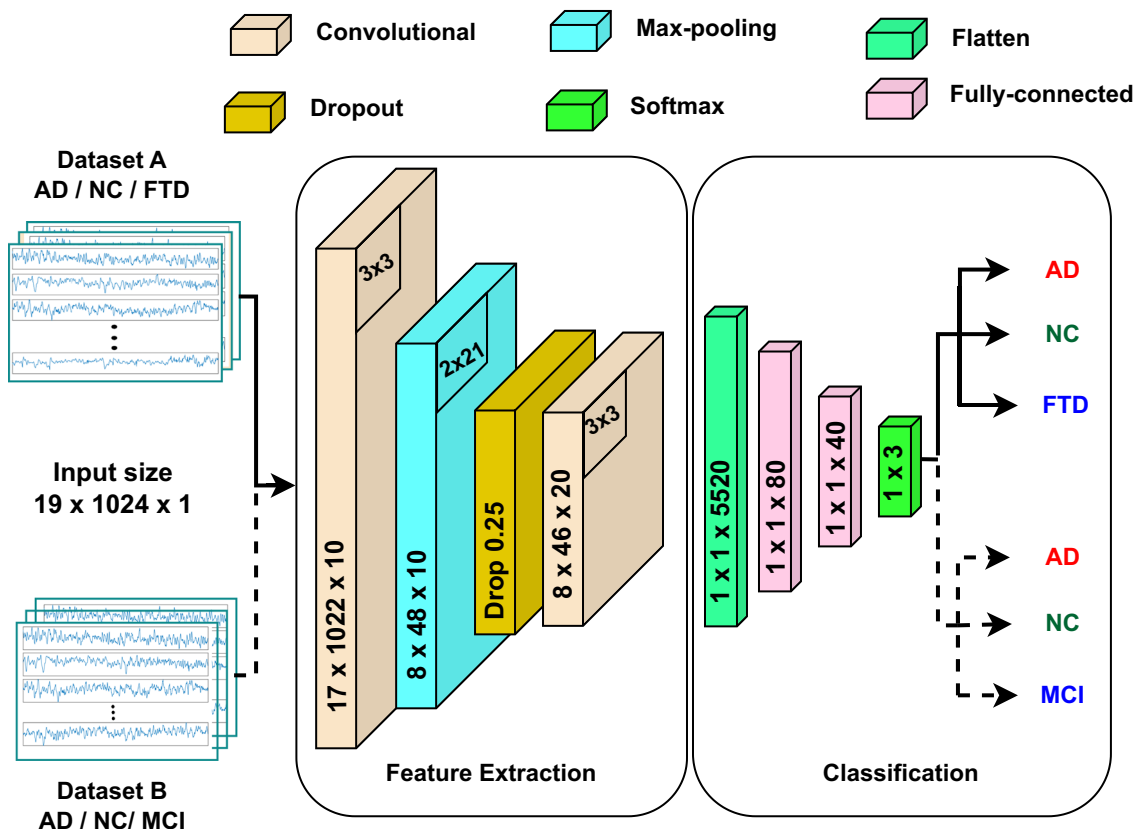 Convolutional
Max-pooling
Flatten
Dropout
Softmax
Fully-connected
Dataset A
AD / NC / FTD
Input size
19 x 1024 x 1
Dataset B
AD / NC/ MCI
3x3
17 x 1022 x 10
2x21
8 x 48 x 10
Drop 0.25
3x3
8 x 46 x 20
Feature Extraction
1 x 1 x 5520
1 x 1 x 80
1 x 1 x 40
1 x 3
AD
NC
FTD
AD
NC
MCI
Classification